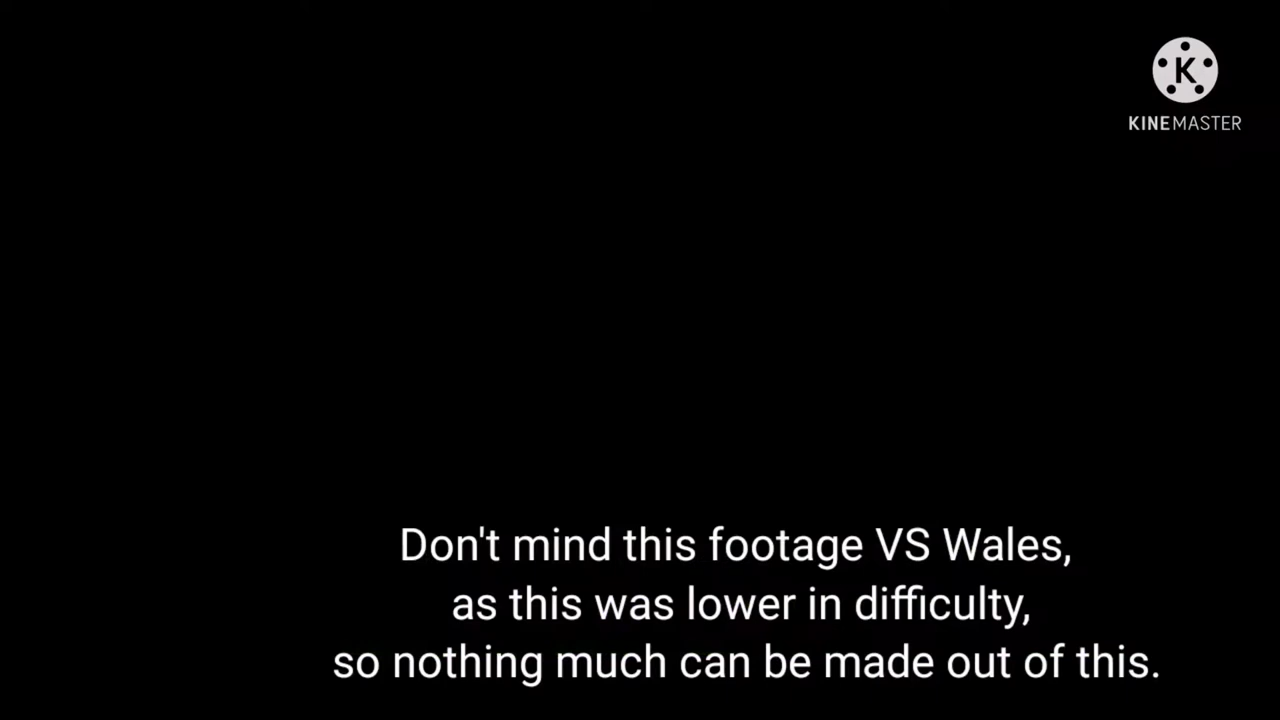 K
KINEMASTER
Don't mind this footage VS Wales,
as this was lower in difficulty,
so nothing much can be made out of this.